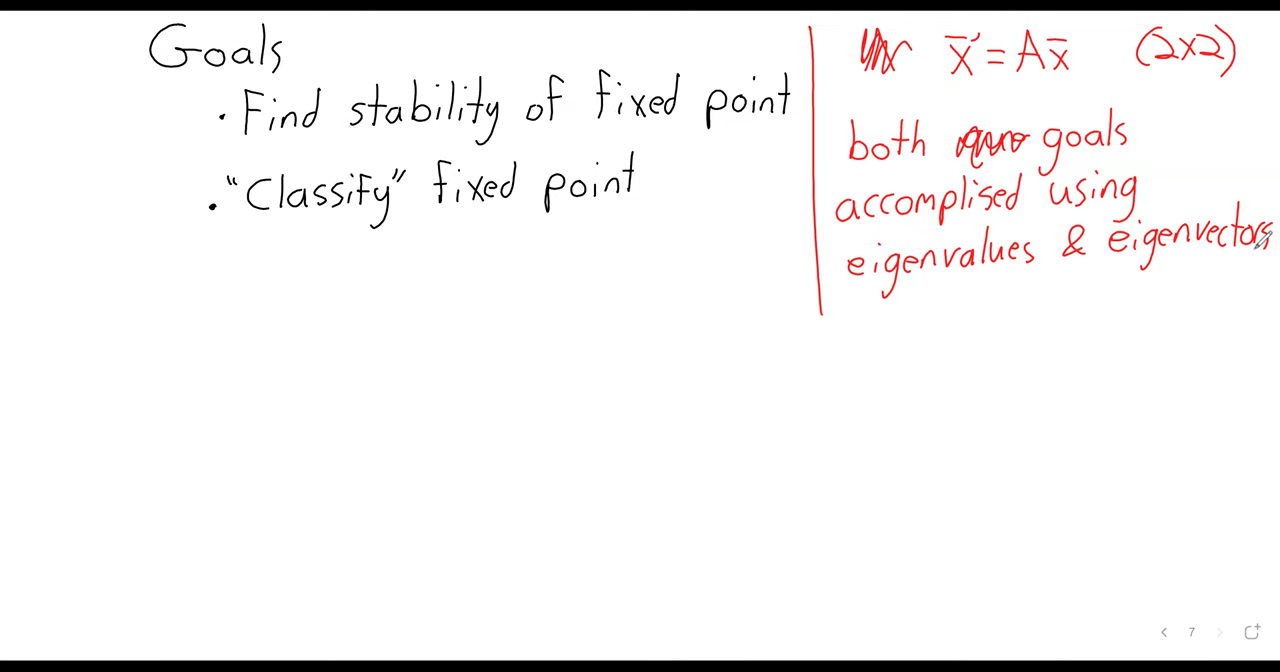 Goals
· Find stability of fixed point
· "Classify" fixed point
x̄' = Ax̄ (2x2)
both goals
accomplised using
eigenvalues & eigenvectors
7